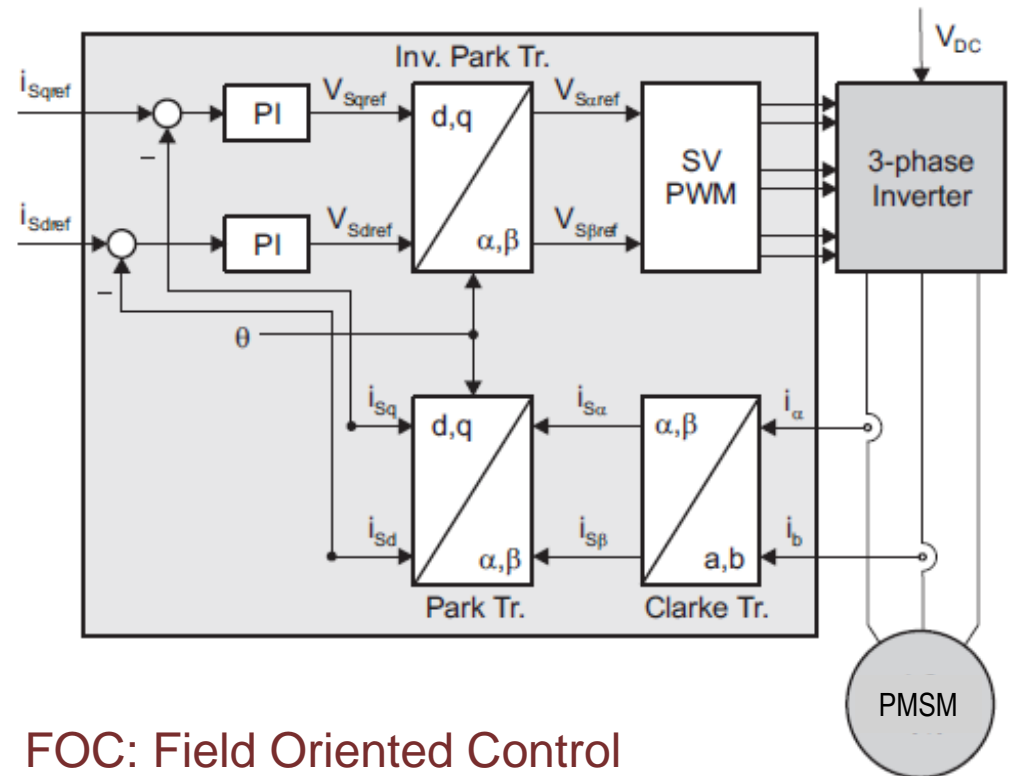 V_DC
Inv. Park Tr.
i_Sqref
PI
V_Sqref
d,q
α,β
V_Sαref
SV
PWM
3-phase
Inverter
i_Sdref
PI
V_Sdref
V_Sβref
–
–
θ
i_Sq
d,q
α,β
i_Sα
α,β
a,b
i_α
i_Sd
i_Sβ
i_b
Park Tr.
Clarke Tr.
PMSM
FOC: Field Oriented Control